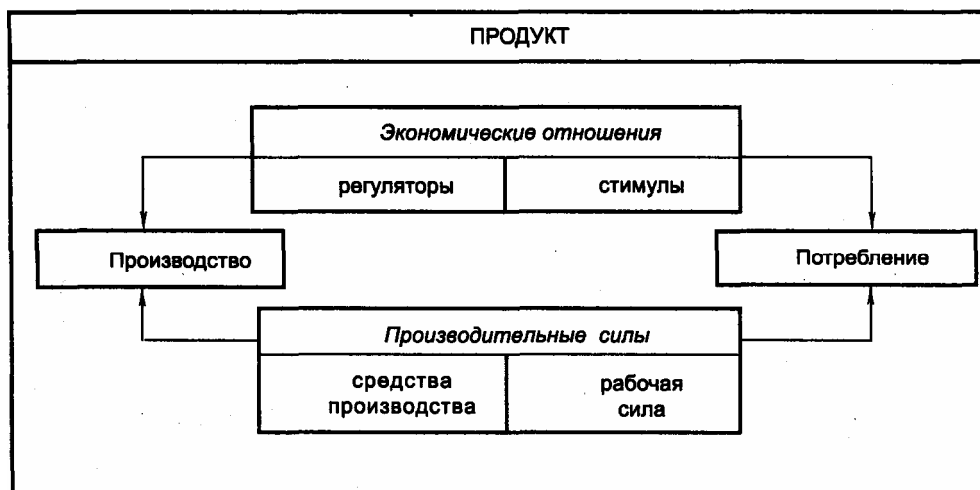 ПРОДУКТ
Экономические отношения
регуляторы стимулы
Производство Потребление
Производительные силы
средства производства
рабочая сила